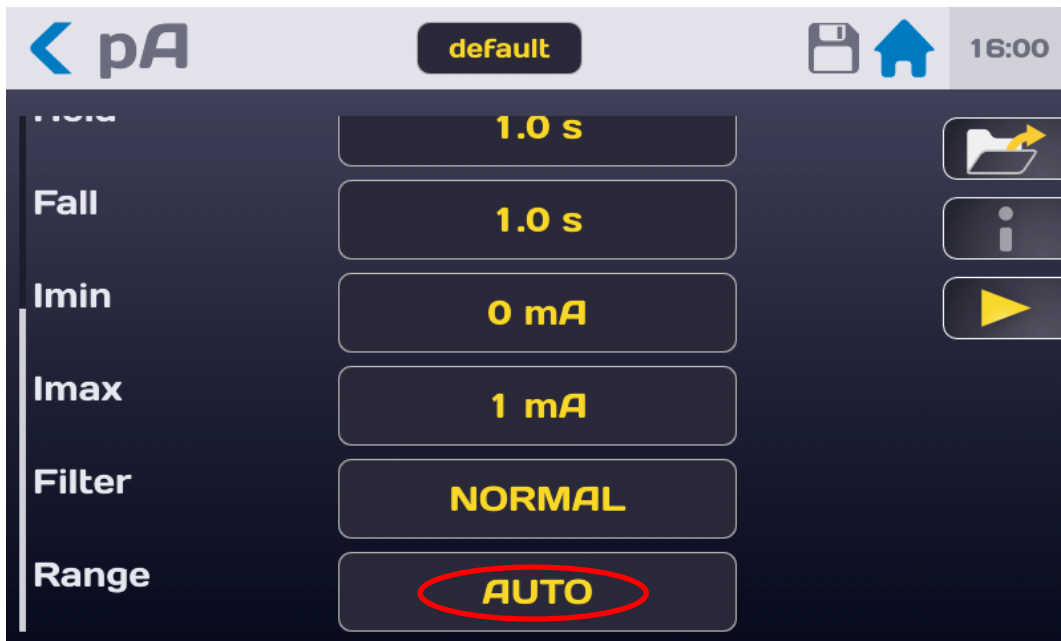 pA
default
16:00
Hold
1.0 s
Fall
1.0 s
Imin
0 mA
Imax
1 mA
Filter
NORMAL
Range
AUTO